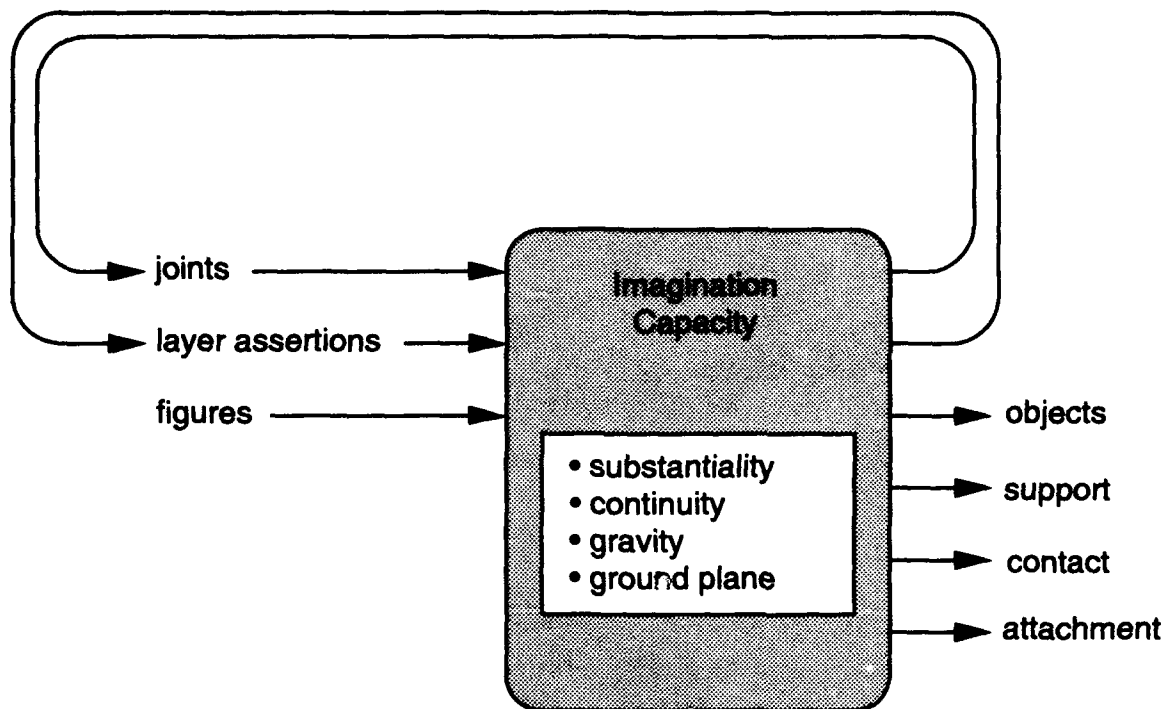 joints
layer assertions
figures
Imagination
Capacity
• substantiality
• continuity
• gravity
• ground plane
objects
support
contact
attachment